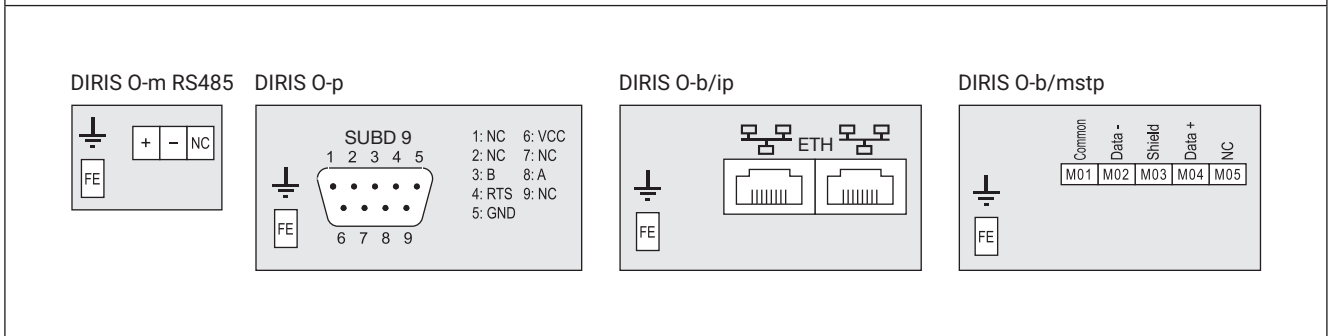 DIRIS O-m RS485
+ – NC
FE
DIRIS O-p
SUBD 9
1 2 3 4 5
6 7 8 9
FE
1: NC 6: VCC
2: NC 7: NC
3: B 8: A
4: RTS 9: NC
5: GND
DIRIS O-b/ip
ETH
FE
DIRIS O-b/mstp
Common Data - Shield Data + NC
M01 M02 M03 M04 M05
FE